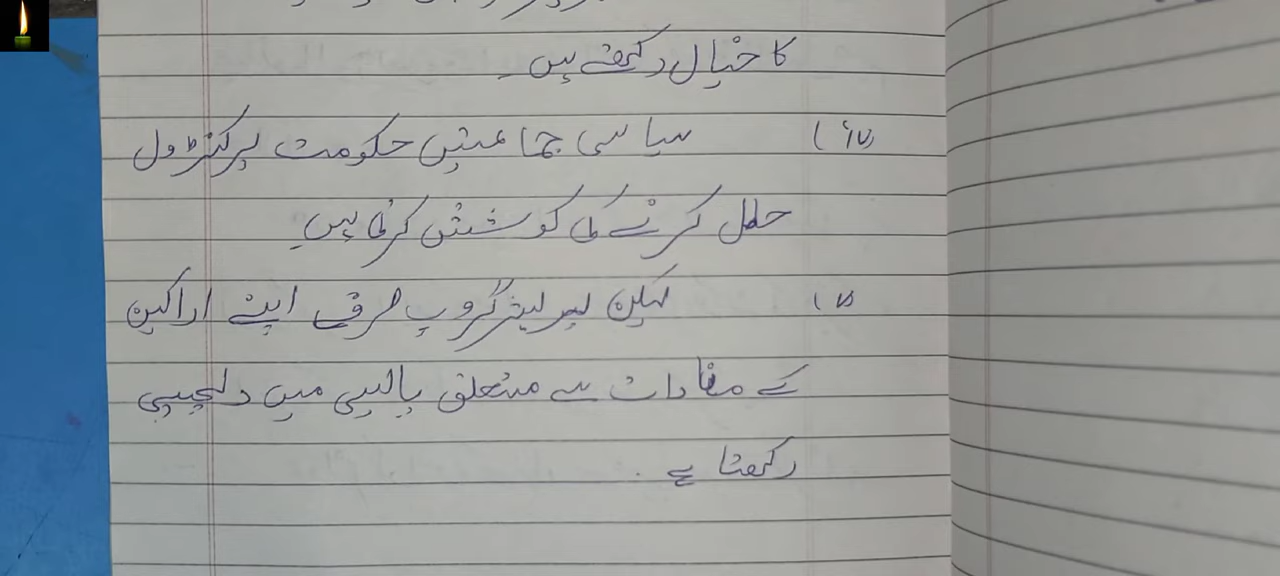 کا خیال رکھتے ہیں۔
(iv) سیاسی جماعتیں حکومت پر کنٹرول
حاصل کرنے کی کوشش کرتی ہیں۔
(v) لیکن پریشر گروپ صرف اپنے اراکین
کے مفادات سے متعلق پالیسی میں دلچسپی
رکھتا ہے۔